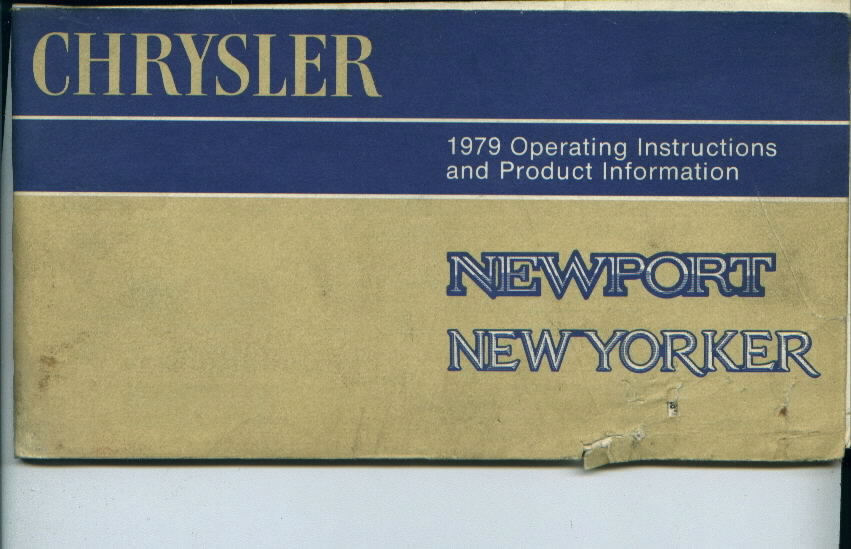 CHRYSLER
1979 Operating Instructions
and Product Information
NEWPORT
NEW YORKER